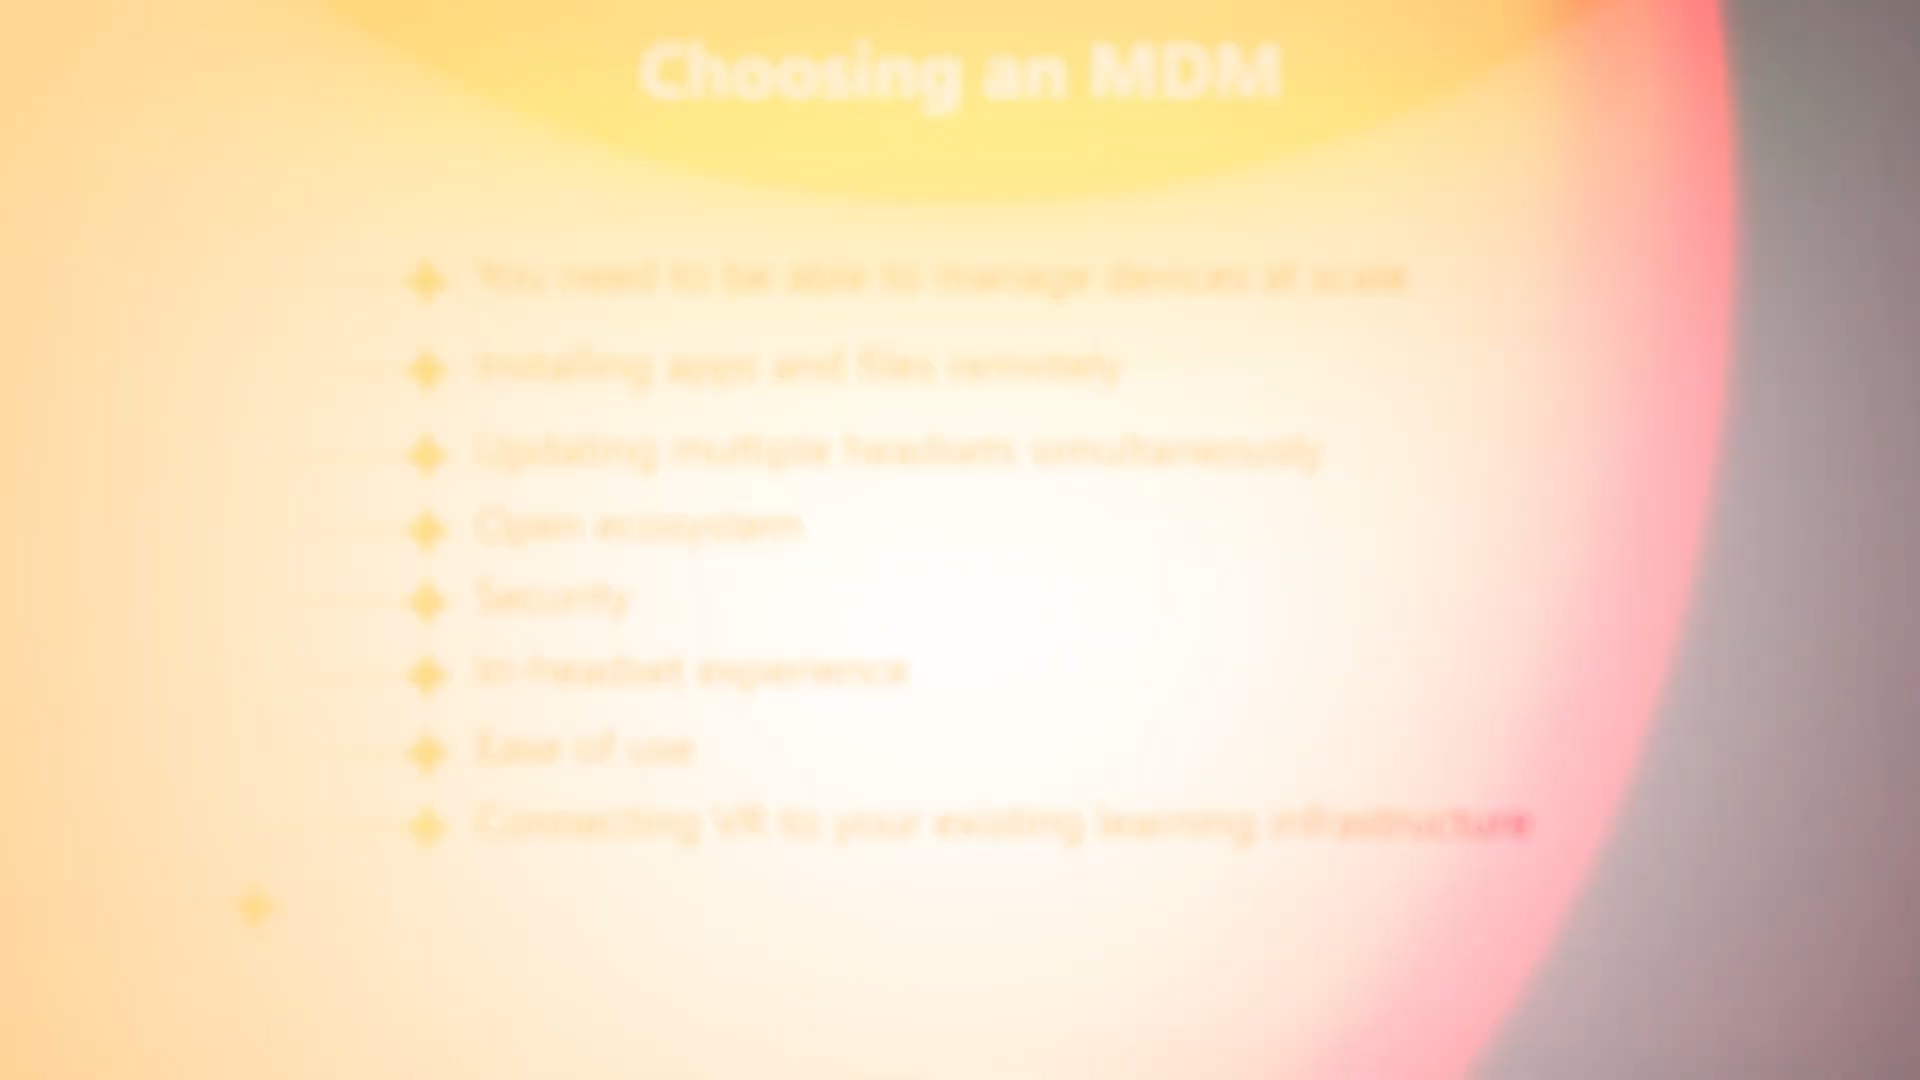 Choosing an MDM
You need to be able to manage devices at scale
Installing apps and files remotely
Updating multiple headsets simultaneously
Open ecosystem
Security
In-headset experience
Ease of use
Connecting VR to your existing learning infrastructure